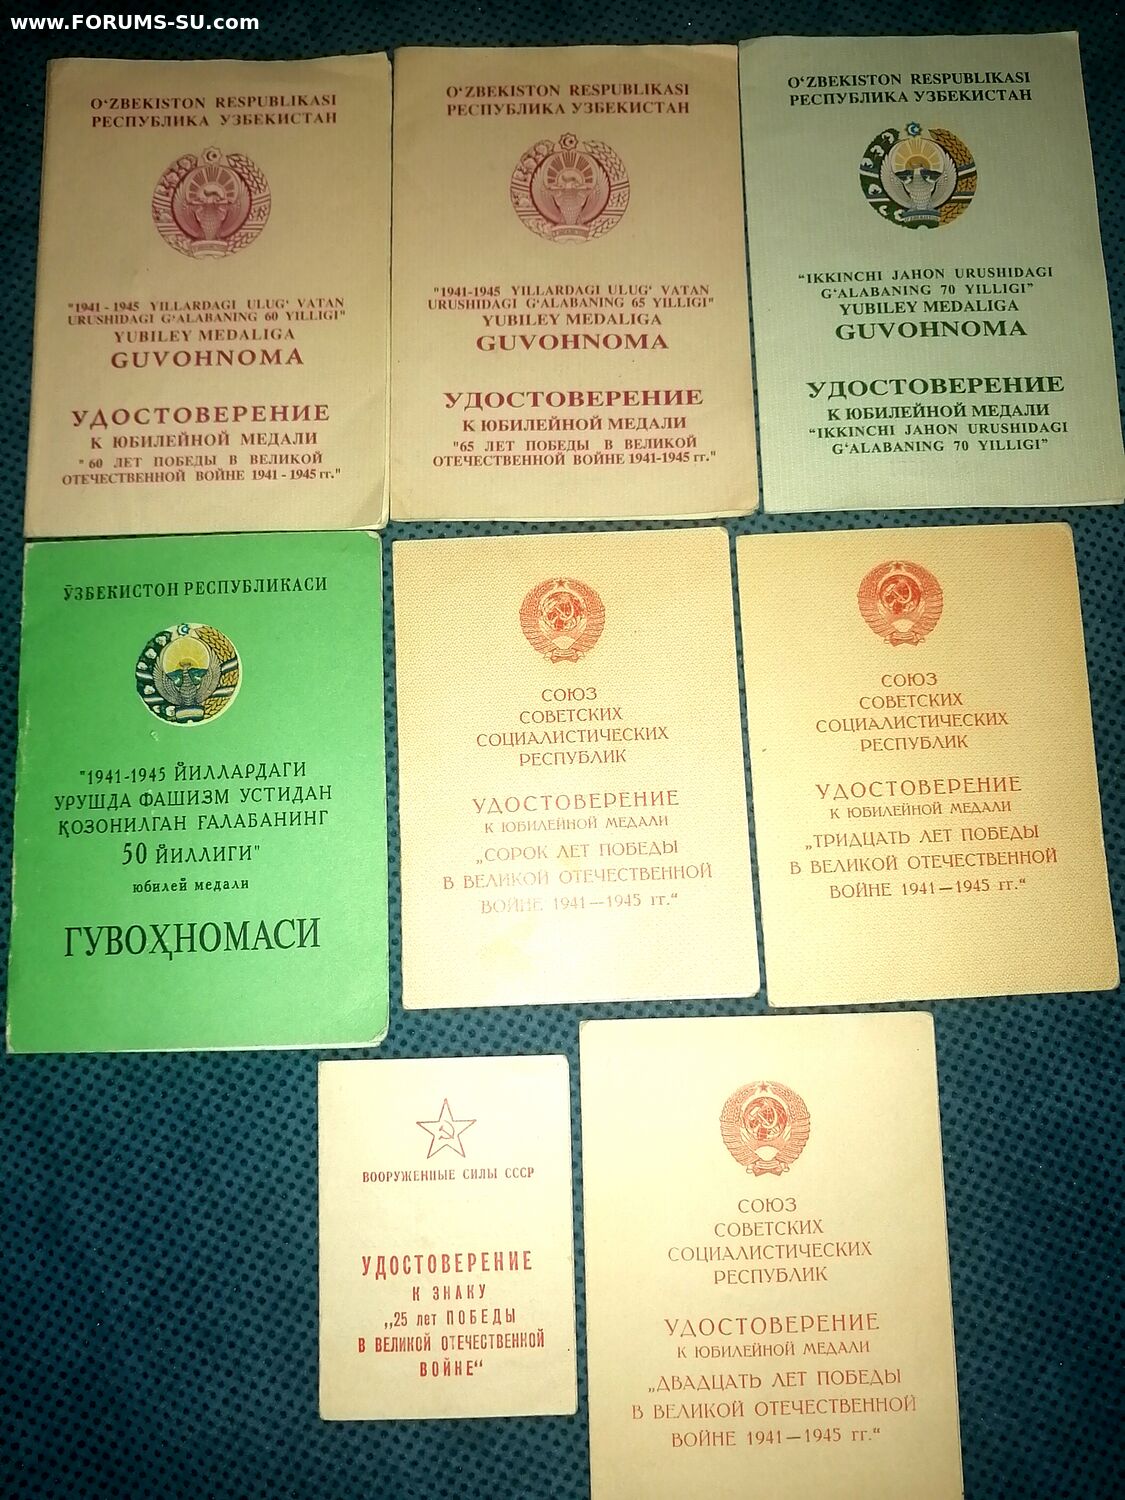 www.FORUMS-SU.com
O‘ZBEKISTON RESPUBLIKASI
РЕСПУБЛИКА УЗБЕКИСТАН
"1941 - 1945 YILLARDAGI ULUG‘ VATAN
URUSHIDAGI G‘ALABANING 60 YILLIGI"
YUBILEY MEDALIGA
GUVOHNOMA
УДОСТОВЕРЕНИЕ
К ЮБИЛЕЙНОЙ МЕДАЛИ
"60 ЛЕТ ПОБЕДЫ В ВЕЛИКОЙ
ОТЕЧЕСТВЕННОЙ ВОЙНЕ 1941 - 1945 гг."
O‘ZBEKISTON RESPUBLIKASI
РЕСПУБЛИКА УЗБЕКИСТАН
"1941-1945 YILLARDAGI ULUG‘ VATAN
URUSHIDAGI G‘ALABANING 65 YILLIGI"
YUBILEY MEDALIGA
GUVOHNOMA
УДОСТОВЕРЕНИЕ
К ЮБИЛЕЙНОЙ МЕДАЛИ
"65 ЛЕТ ПОБЕДЫ В ВЕЛИКОЙ
ОТЕЧЕСТВЕННОЙ ВОЙНЕ 1941-1945 гг."
O‘ZBEKISTON RESPUBLIKASI
РЕСПУБЛИКА УЗБЕКИСТАН
“IKKINCHI JAHON URUSHIDAGI
G‘ALABANING 70 YILLIGI”
YUBILEY MEDALIGA
GUVOHNOMA
УДОСТОВЕРЕНИЕ
К ЮБИЛЕЙНОЙ МЕДАЛИ
“IKKINCHI JAHON URUSHIDAGI
G‘ALABANING 70 YILLIGI”
ЎЗБЕКИСТОН РЕСПУБЛИКАСИ
"1941-1945 ЙИЛЛАРДАГИ
УРУШДА ФАШИЗМ УСТИДАН
ҚОЗОНИЛГАН ҒАЛАБАНИНГ
50 ЙИЛЛИГИ"
юбилей медали
ГУВОҲНОМАСИ
СОЮЗ
СОВЕТСКИХ
СОЦИАЛИСТИЧЕСКИХ
РЕСПУБЛИК
УДОСТОВЕРЕНИЕ
К ЮБИЛЕЙНОЙ МЕДАЛИ
„СОРОК ЛЕТ ПОБЕДЫ
В ВЕЛИКОЙ ОТЕЧЕСТВЕННОЙ
ВОЙНЕ 1941—1945 гг.“
СОЮЗ
СОВЕТСКИХ
СОЦИАЛИСТИЧЕСКИХ
РЕСПУБЛИК
УДОСТОВЕРЕНИЕ
К ЮБИЛЕЙНОЙ МЕДАЛИ
„ТРИДЦАТЬ ЛЕТ ПОБЕДЫ
В ВЕЛИКОЙ ОТЕЧЕСТВЕННОЙ
ВОЙНЕ 1941—1945 гг.“
ВООРУЖЕННЫЕ СИЛЫ СССР
УДОСТОВЕРЕНИЕ
К ЗНАКУ
„25 лет ПОБЕДЫ
В ВЕЛИКОЙ ОТЕЧЕСТВЕННОЙ
ВОЙНЕ“
СОЮЗ
СОВЕТСКИХ
СОЦИАЛИСТИЧЕСКИХ
РЕСПУБЛИК
УДОСТОВЕРЕНИЕ
К ЮБИЛЕЙНОЙ МЕДАЛИ
„ДВАДЦАТЬ ЛЕТ ПОБЕДЫ
В ВЕЛИКОЙ ОТЕЧЕСТВЕННОЙ
ВОЙНЕ 1941—1945 гг.“